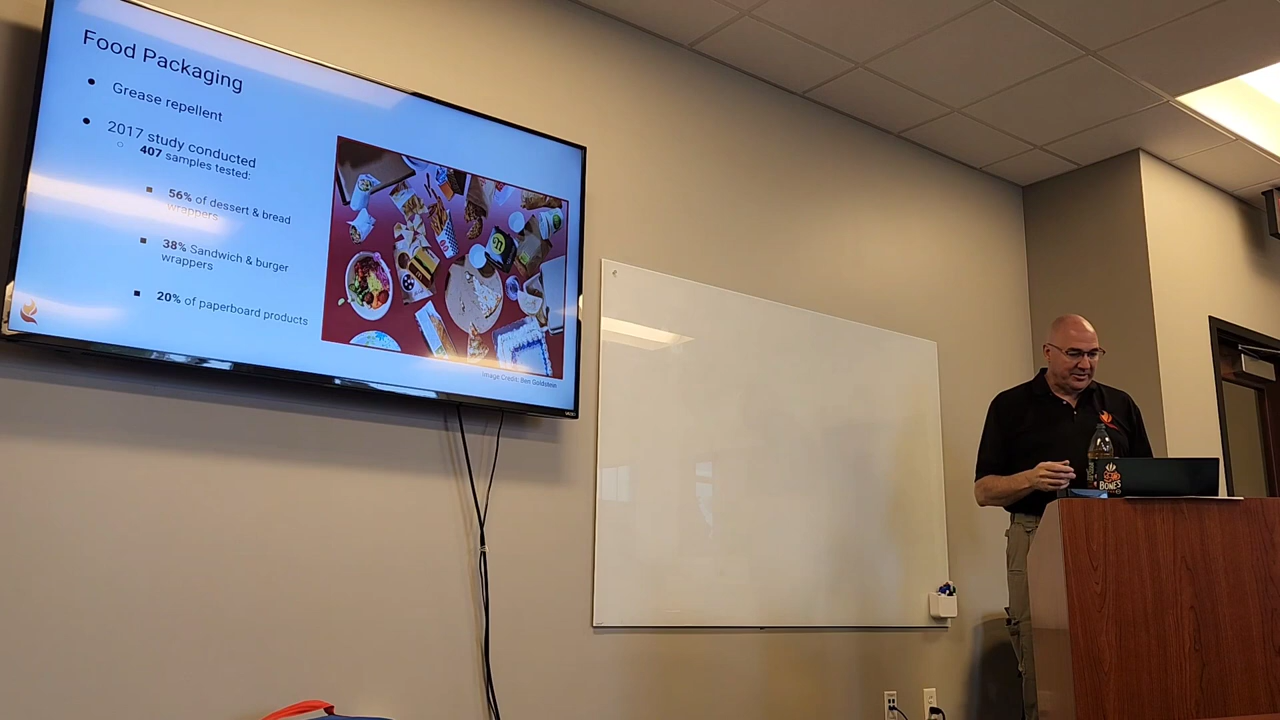 Food Packaging
Grease repellent
2017 study conducted
407 samples tested:
56% of dessert & bread
wrappers
38% Sandwich & burger
wrappers
20% of paperboard products
Image Credit: Ben Goldstein
VIZIO
BONES